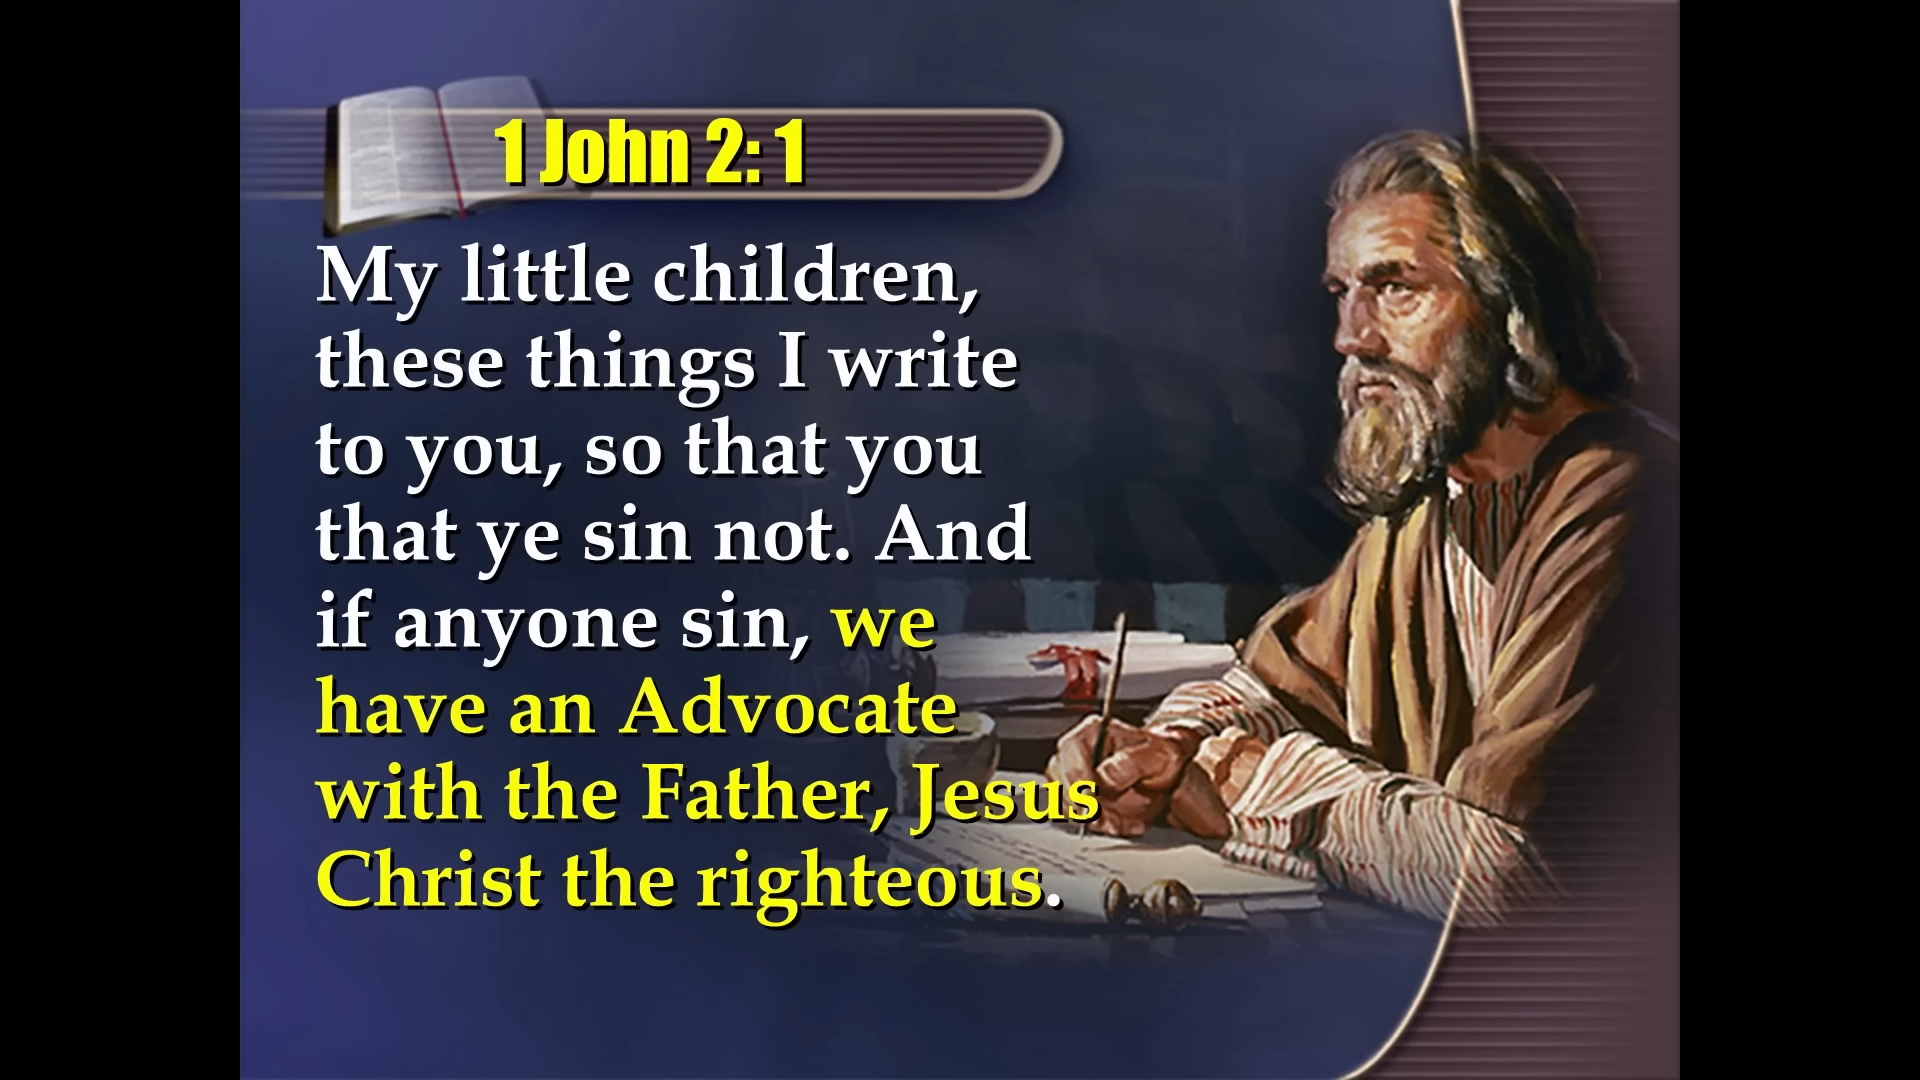 1 John 2: 1
My little children,
these things I write
to you, so that you
that ye sin not. And
if anyone sin, we
have an Advocate
with the Father, Jesus
Christ the righteous.